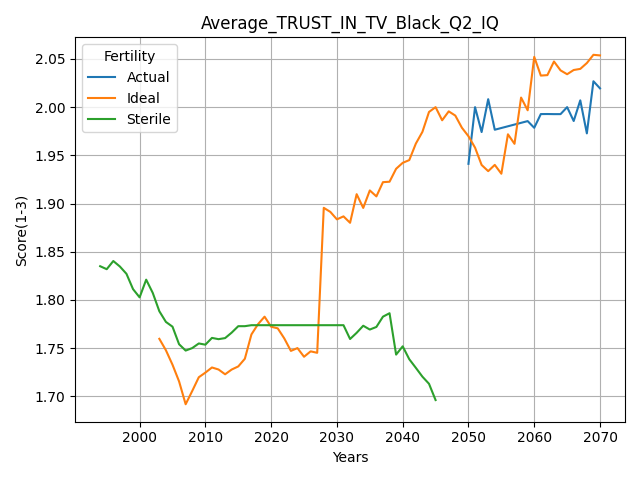 Average_TRUST_IN_TV_Black_Q2_IQ
Fertility
Actual
Ideal
Sterile
Score(1-3)
2.05
2.00
1.95
1.90
1.85
1.80
1.75
1.70
2000 2010 2020 2030 2040 2050 2060 2070
Years